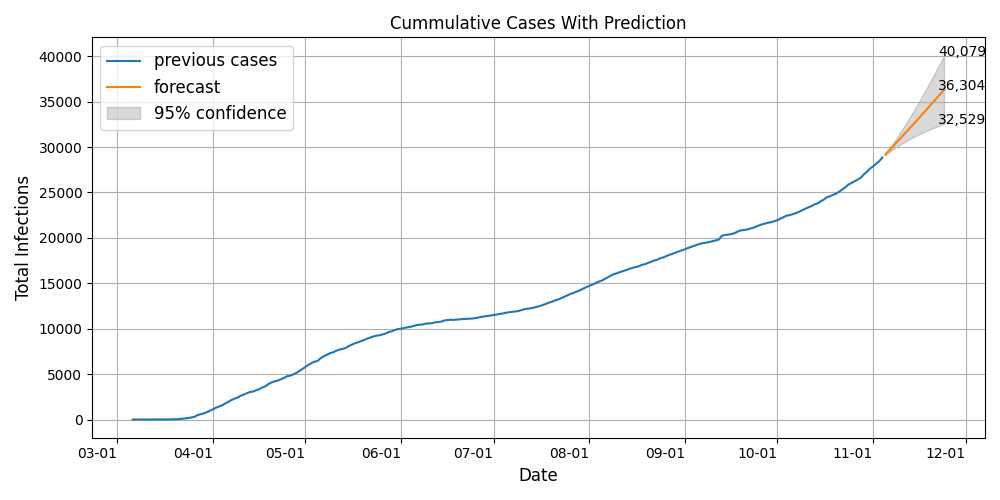 Cummulative Cases With Prediction
previous cases
forecast
95% confidence
40,079
36,304
32,529
40000
35000
30000
25000
20000
15000
10000
5000
0
Total Infections
03-01 04-01 05-01 06-01 07-01 08-01 09-01 10-01 11-01 12-01
Date